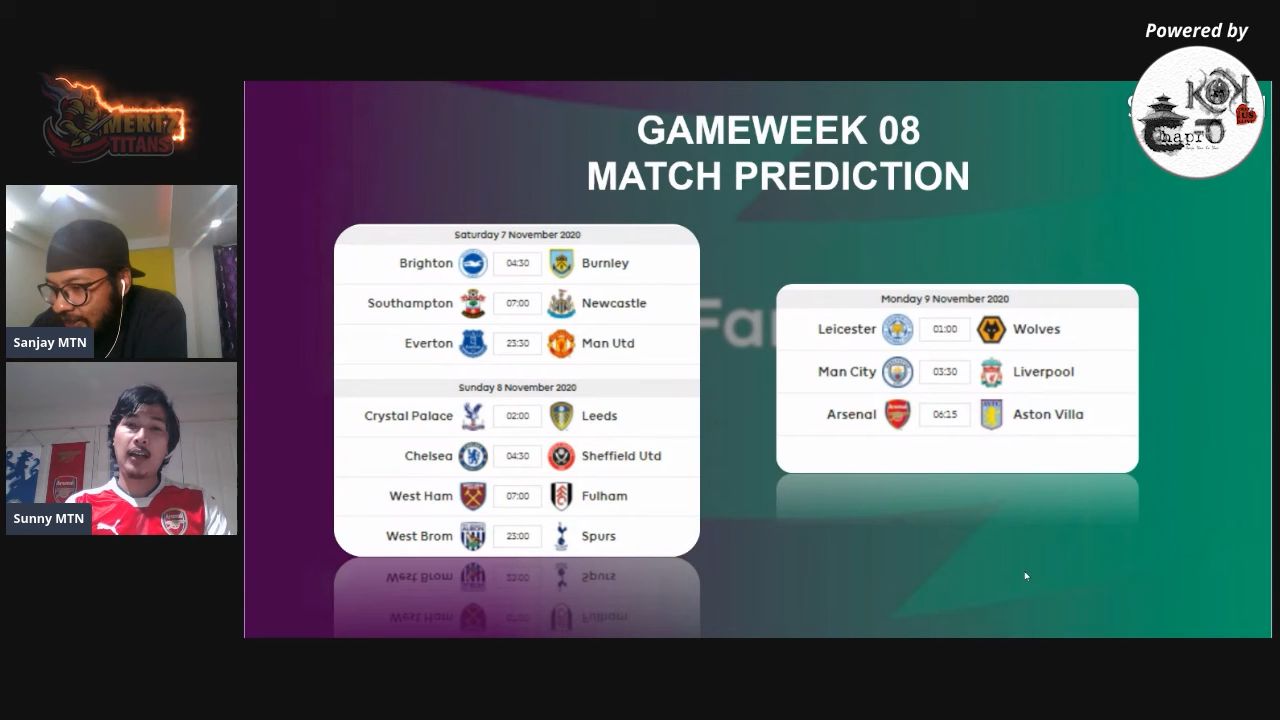 Powered by
MERTZ
TITANS
GAMEWEEK 08
MATCH PREDICTION
Saturday 7 November 2020
Brighton 04:30 Burnley
Southampton 07:00 Newcastle
Everton 23:30 Man Utd
Sunday 8 November 2020
Crystal Palace 02:00 Leeds
Chelsea 04:30 Sheffield Utd
West Ham 07:00 Fulham
West Brom 23:00 Spurs
Monday 9 November 2020
Leicester 01:00 Wolves
Man City 03:30 Liverpool
Arsenal 06:15 Aston Villa
Sanjay MTN
Arsenal
Arsenal
Sunny MTN